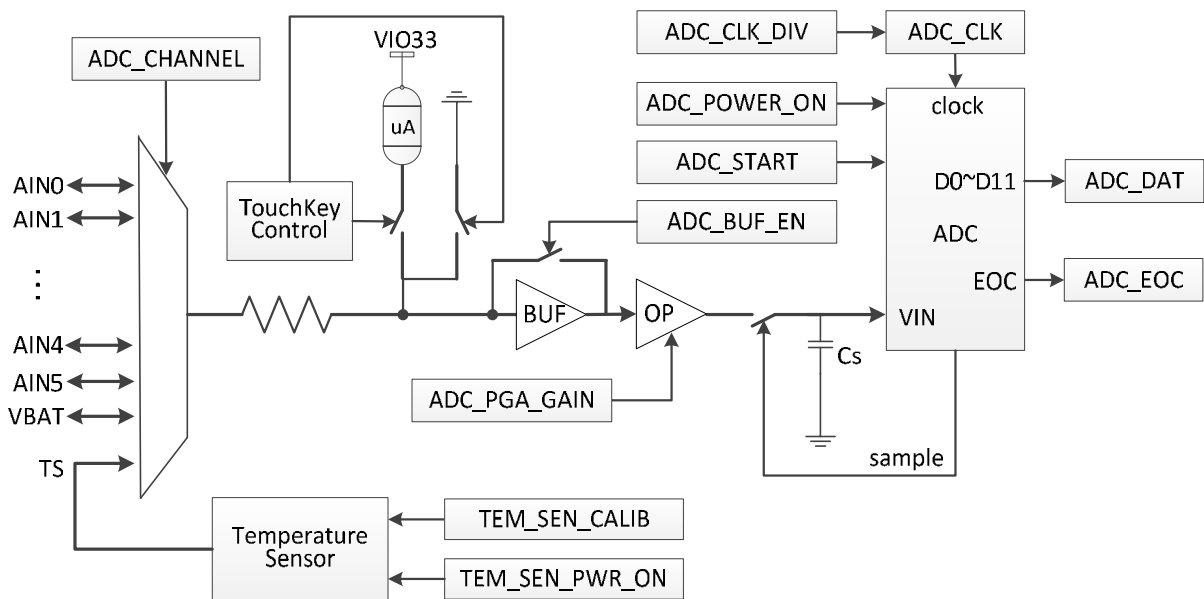 ADC_CHANNEL
VIO33
uA
ADC_CLK_DIV
ADC_CLK
ADC_POWER_ON
clock
ADC_START
AIN0
AIN1
⋮
AIN4
AIN5
VBAT
TS
TouchKey
Control
ADC_BUF_EN
D0~D11
ADC_DAT
ADC
EOC
ADC_EOC
BUF
OP
VIN
Cs
ADC_PGA_GAIN
sample
Temperature
Sensor
TEM_SEN_CALIB
TEM_SEN_PWR_ON